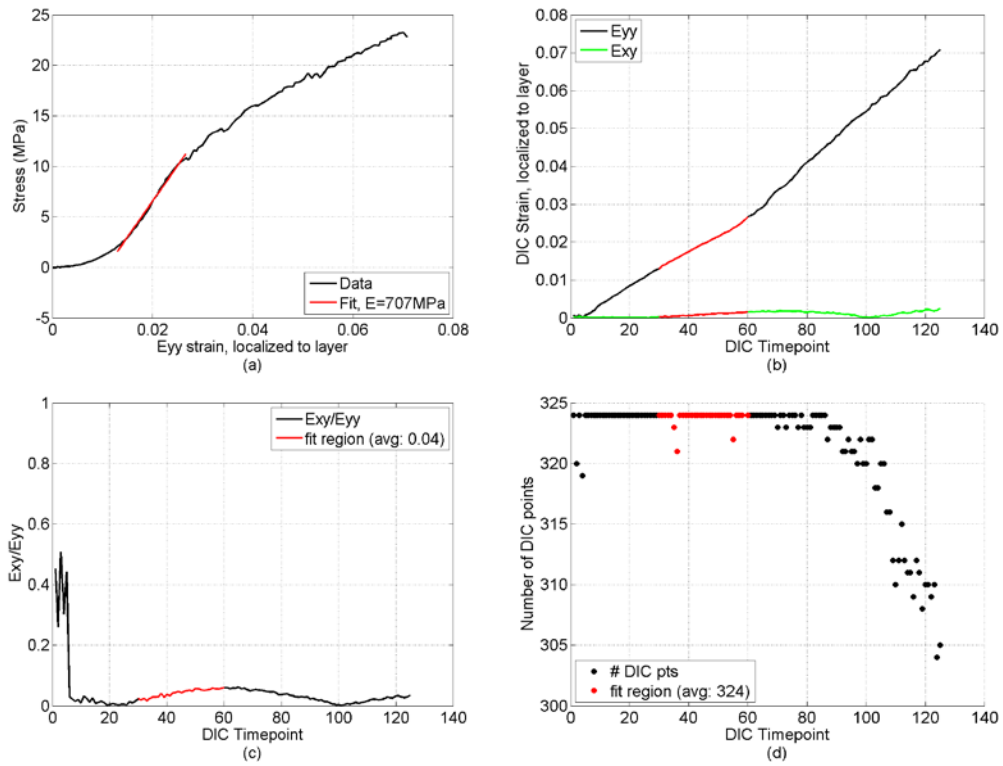 25
20
15
10
5
0
-5
Stress (MPa)
Data
Fit, E=707MPa
0
0.02
0.04
0.06
0.08
Eyy strain, localized to layer
(a)
0.08
0.07
0.06
0.05
0.04
0.03
0.02
0.01
0
DIC Strain, localized to layer
Eyy
Exy
0
20
40
60
80
100
120
140
DIC Timepoint
(b)
1
0.8
0.6
0.4
0.2
0
Exy/Eyy
Exy/Eyy
fit region (avg: 0.04)
0
20
40
60
80
100
120
140
DIC Timepoint
(c)
325
320
315
310
305
300
Number of DIC points
# DIC pts
fit region (avg: 324)
0
20
40
60
80
100
120
140
DIC Timepoint
(d)